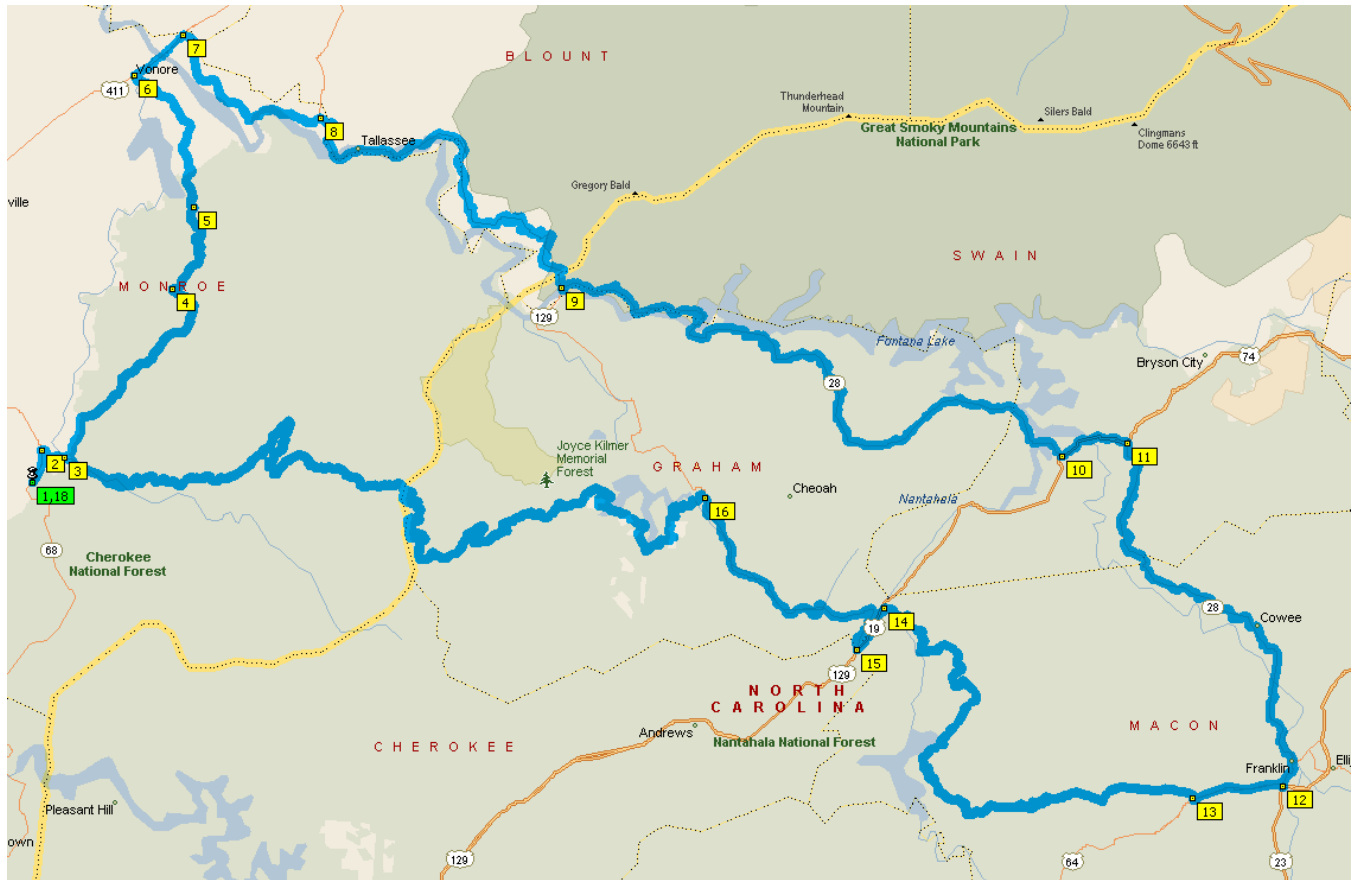 BLOUNT
7
Vonore
6
411
8
Tallassee
Thunderhead
Mountain
Silers Bald
Great Smoky Mountains
National Park
Clingmans
Dome 6643 ft
Gregory Bald
ville
5
SWAIN
MONROE
4
9
129
Fontana Lake
74
Bryson City
28
2
3
1,18
Joyce Kilmer
Memorial
Forest
GRAHAM
10
11
Cheoah
Nantahala
16
68
Cherokee
National Forest
28
Cowee
14
19
15
129
NORTH
CAROLINA
MACON
Andrews
Nantahala National Forest
CHEROKEE
Franklin
Ellij
12
Pleasant Hill
13
own
129
64
23